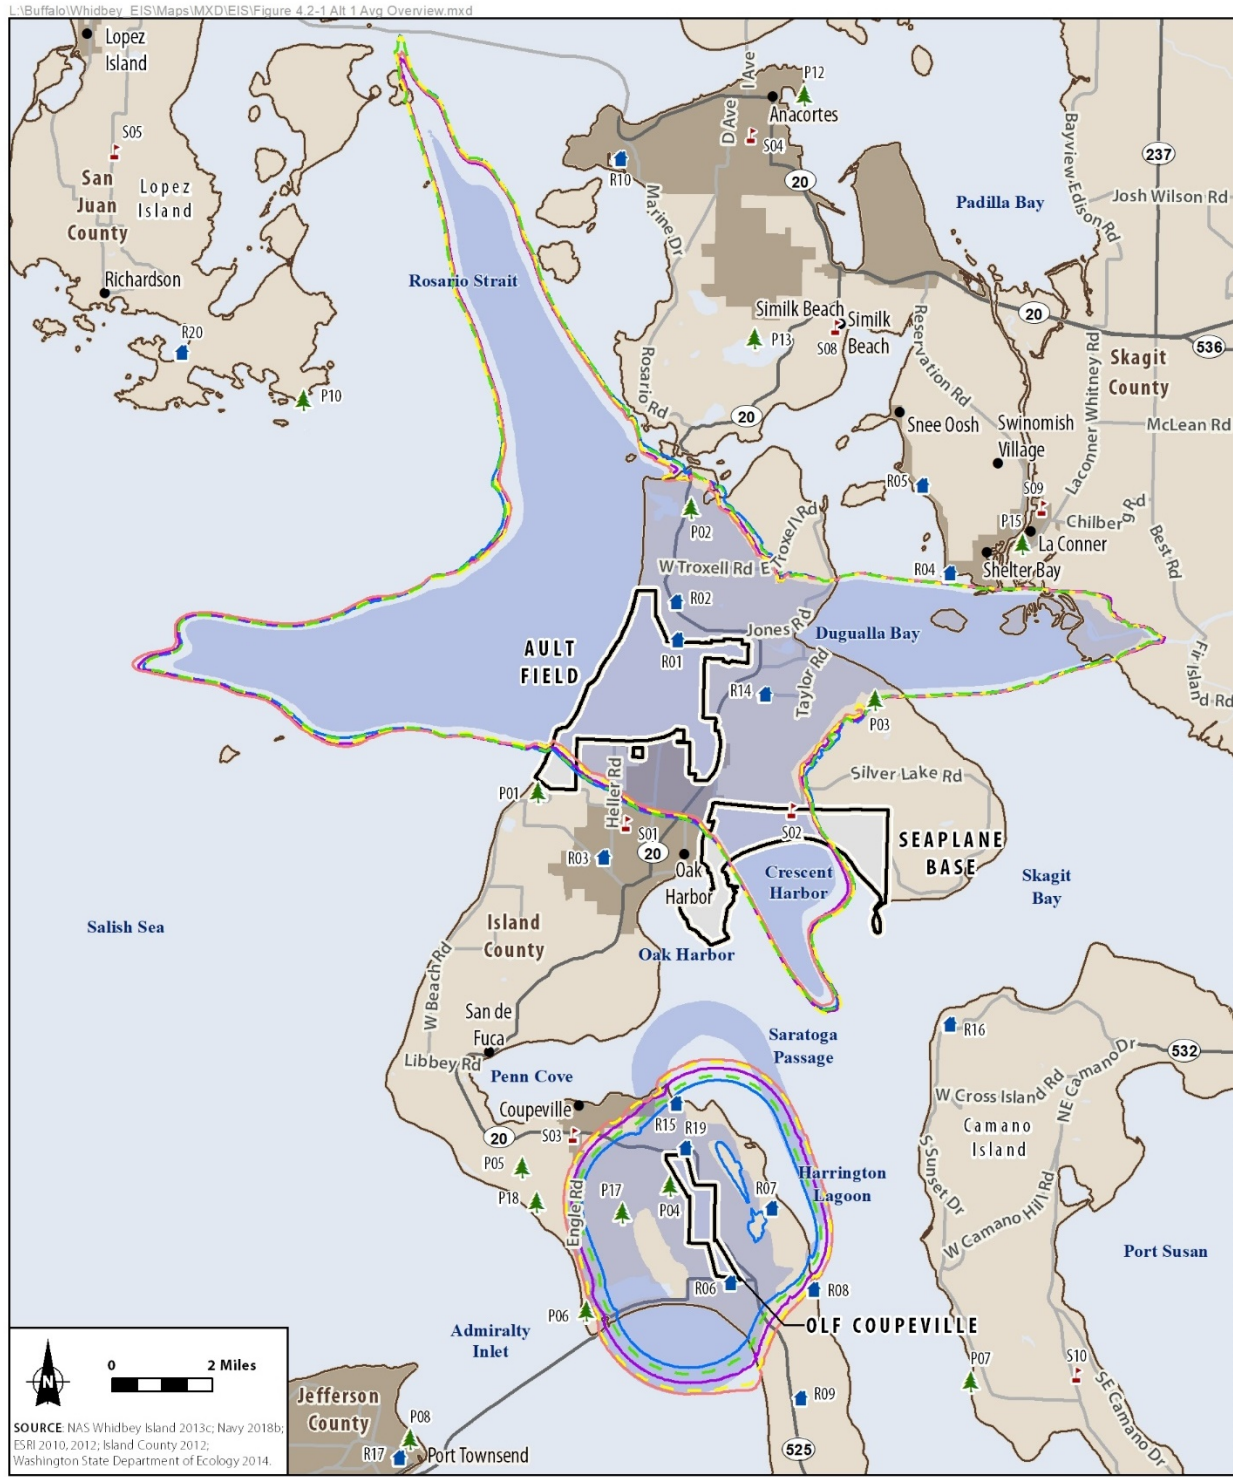 L:\Buffalo\Whidbey_EIS\Maps\MXD\EIS\Figure 4.2-1 Alt 1 Avg Overview.mxd
Lopez
Island
S05
San
Juan
County
Lopez
Island
Richardson
R20
P10
Rosario Strait
I Ave
D Ave
P12
Anacortes
S04
R10
Marine Dr
20
Padilla Bay
Bayview Edison Rd
237
Josh Wilson Rd
Similk Beach
P13
S08
Similk
Beach
Reservation Rd
20
536
Skagit
County
Rosario Rd
20
Snee Oosh
Swinomish
Village
Laconner Whitney Rd
McLean Rd
R05
S09
P15
Chilberg Rd
La Conner
Best Rd
P02
E Troxell Rd
W Troxell Rd
R04
Shelter Bay
R02
Jones Rd
Dugualla Bay
AULT
FIELD
R01
Fir Island Rd
R14
Taylor Rd
P03
Silver Lake Rd
P01
Heller Rd
S01
S02
20
SEAPLANE
BASE
R03
Oak
Harbor
Crescent
Harbor
Skagit
Bay
Salish Sea
Island
County
Oak Harbor
W Beach Rd
San de
Fuca
Libbey Rd
Saratoga
Passage
R16
532
Penn Cove
Coupeville
W Cross Island Rd
NE Camano Dr
Camano
Island
20
S03
R15
R19
P05
S Sunset Dr
Harrington
Lagoon
P18
P17
P04
R07
Engle Rd
W Camano Hill Rd
Port Susan
R06
R08
P06
OLF COUPEVILLE
Admiralty
Inlet
P07
S10
SE Camano Dr
N
0
2 Miles
SOURCE: NAS Whidbey Island 2013c; Navy 2018b;
ESRI 2010, 2012; Island County 2012;
Washington State Department of Ecology 2014.
Jefferson
County
P08
R17
Port Townsend
R09
525